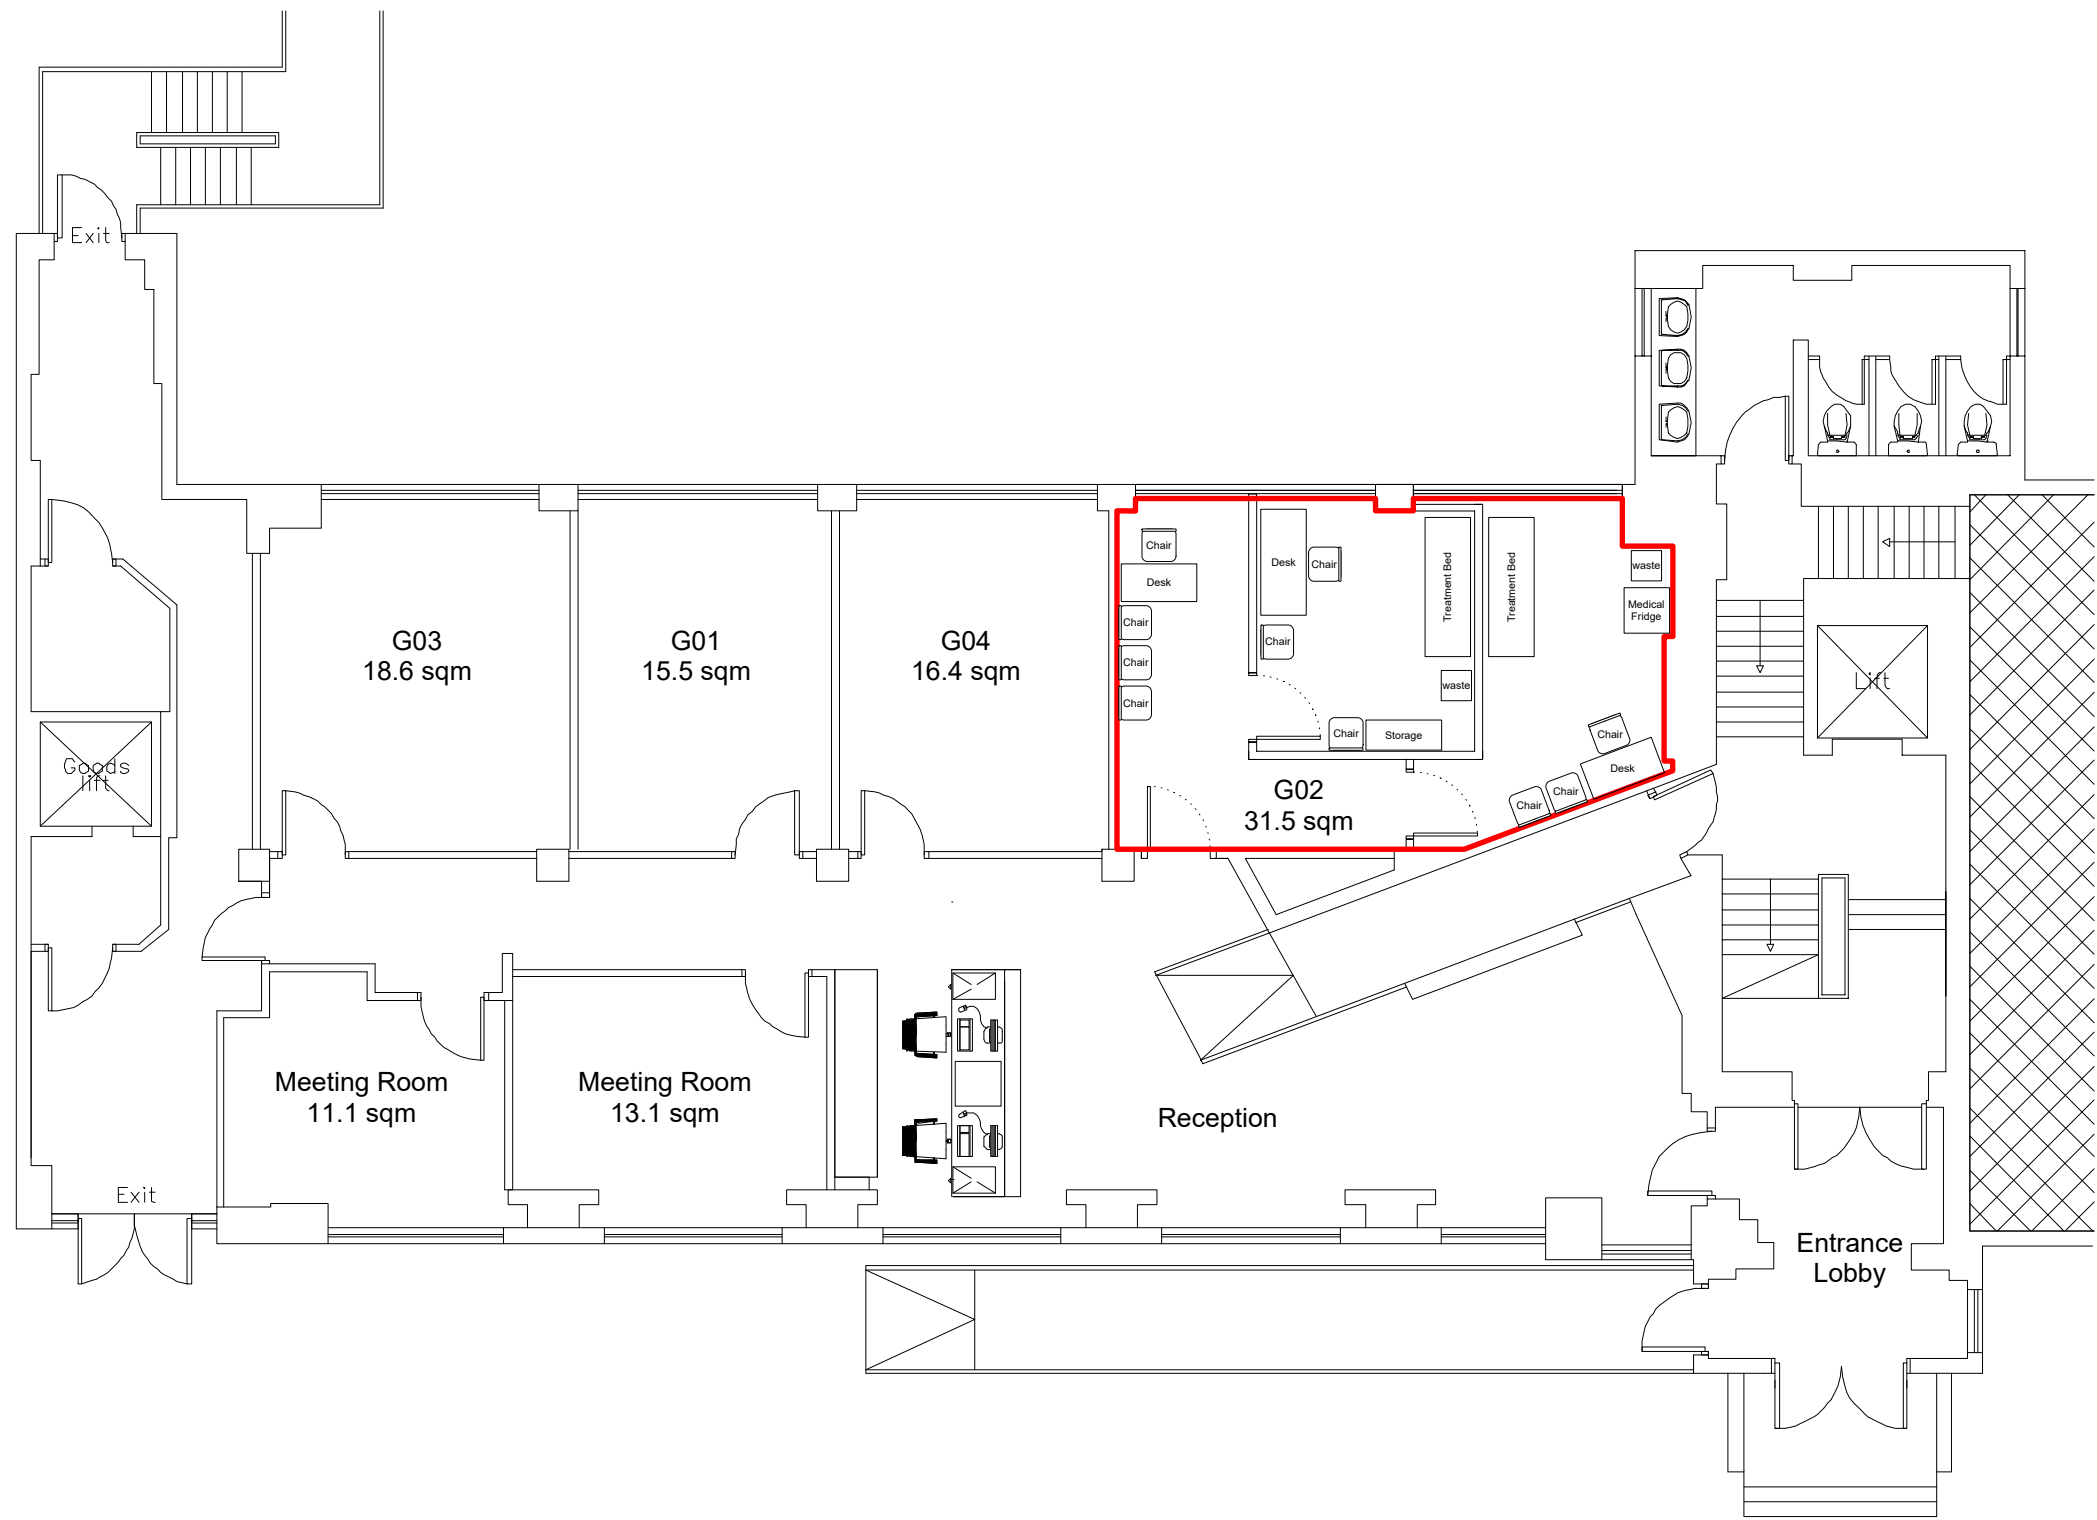 Exit
Chair
Desk
Chair
Chair
Chair
Desk
Chair
Chair
Treatment Bed
waste
Chair
Storage
Treatment Bed
waste
Medical
Fridge
Chair
Desk
Chair
Chair
G03
18.6 sqm
G01
15.5 sqm
G04
16.4 sqm
G02
31.5 sqm
Lift
Goods
lift
Meeting Room
11.1 sqm
Meeting Room
13.1 sqm
Reception
Exit
Entrance
Lobby